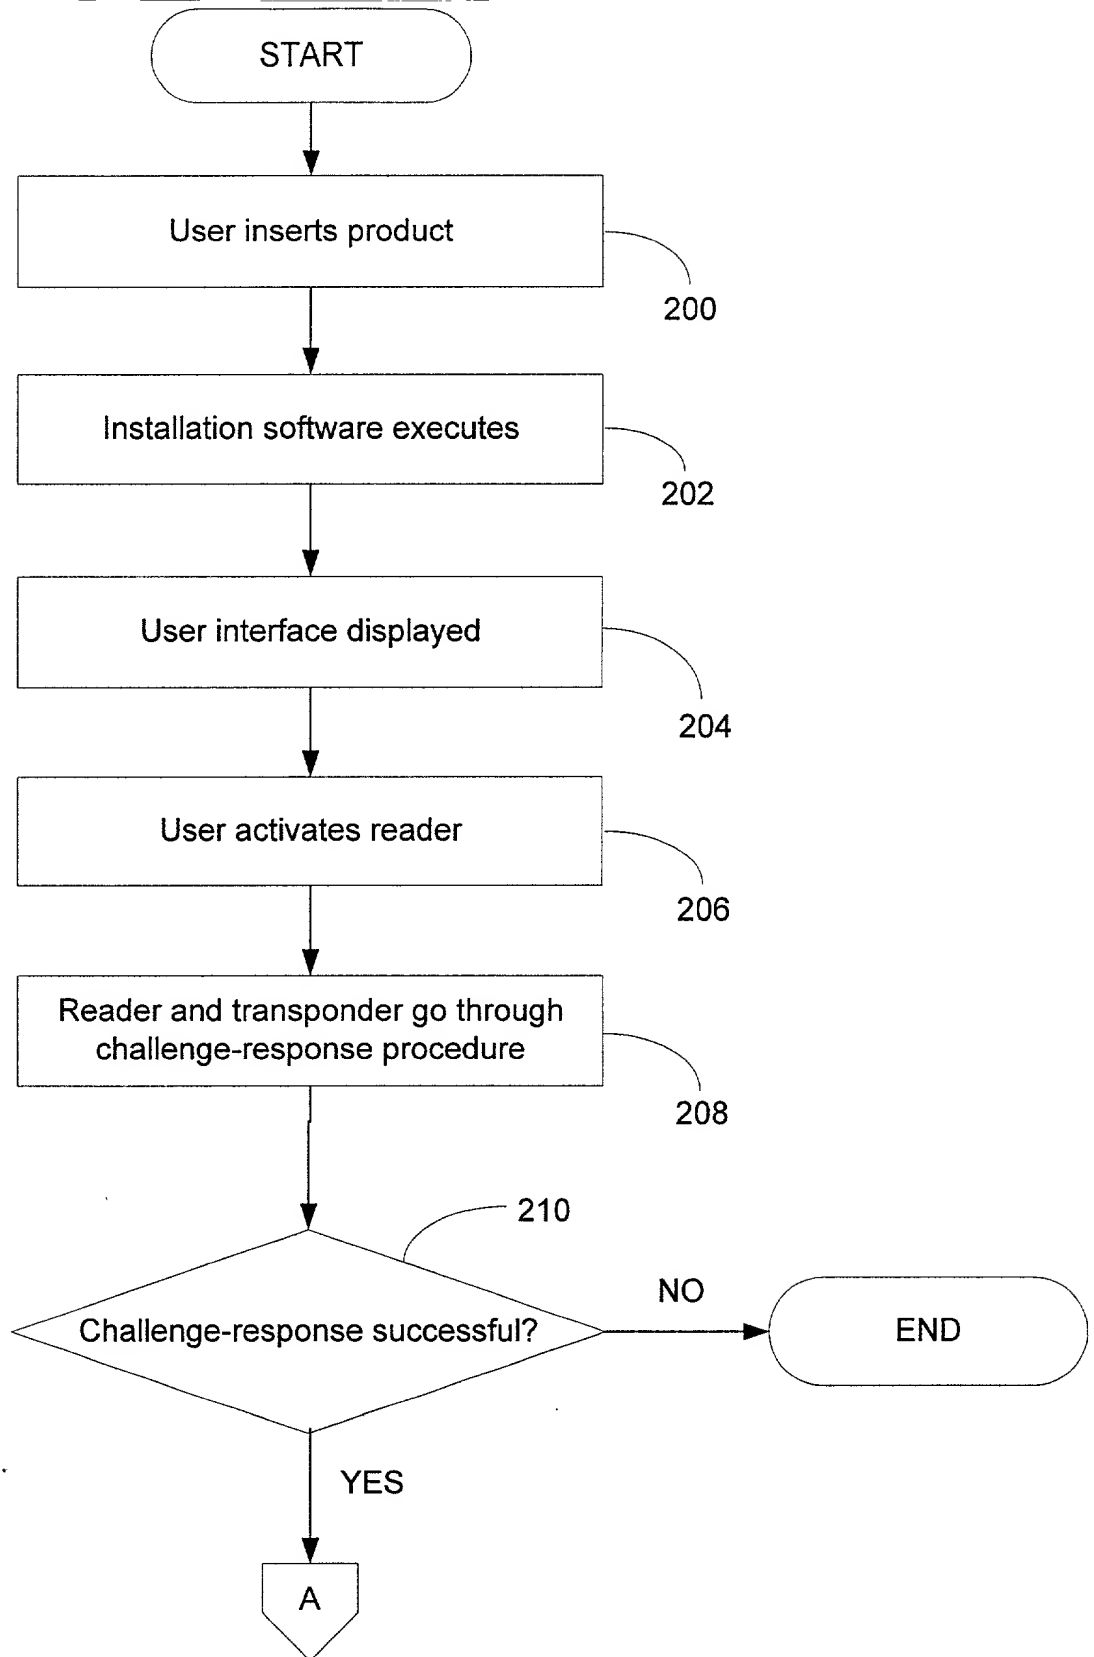 START
User inserts product
200
Installation software executes
202
User interface displayed
204
User activates reader
206
Reader and transponder go through
challenge-response procedure
208
210
Challenge-response successful?
NO
END
YES
A